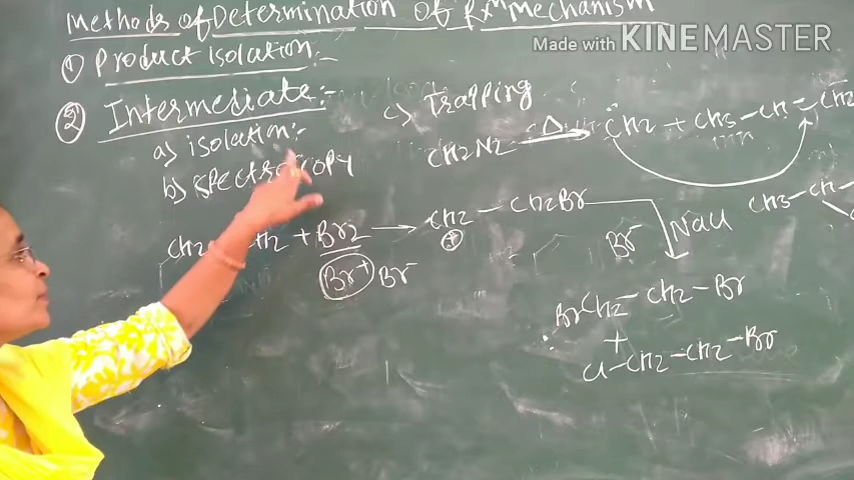 Methods of Determination of Rxn Mechanism
Made with KINEMASTER
① Product isolation:-
② Intermediate:-
a) isolation:-
b) SPectroscopy
c) Trapping
CH2N2 —Δ→ :CH2 + CH3-CH=CH2
CH3-CH-
CH2 CH2 + Br2 → CH2 - CH2Br
⊕
Br+ Br-
Br- NaCl
BrCH2-CH2-Br
+
Cl-CH2-CH2-Br